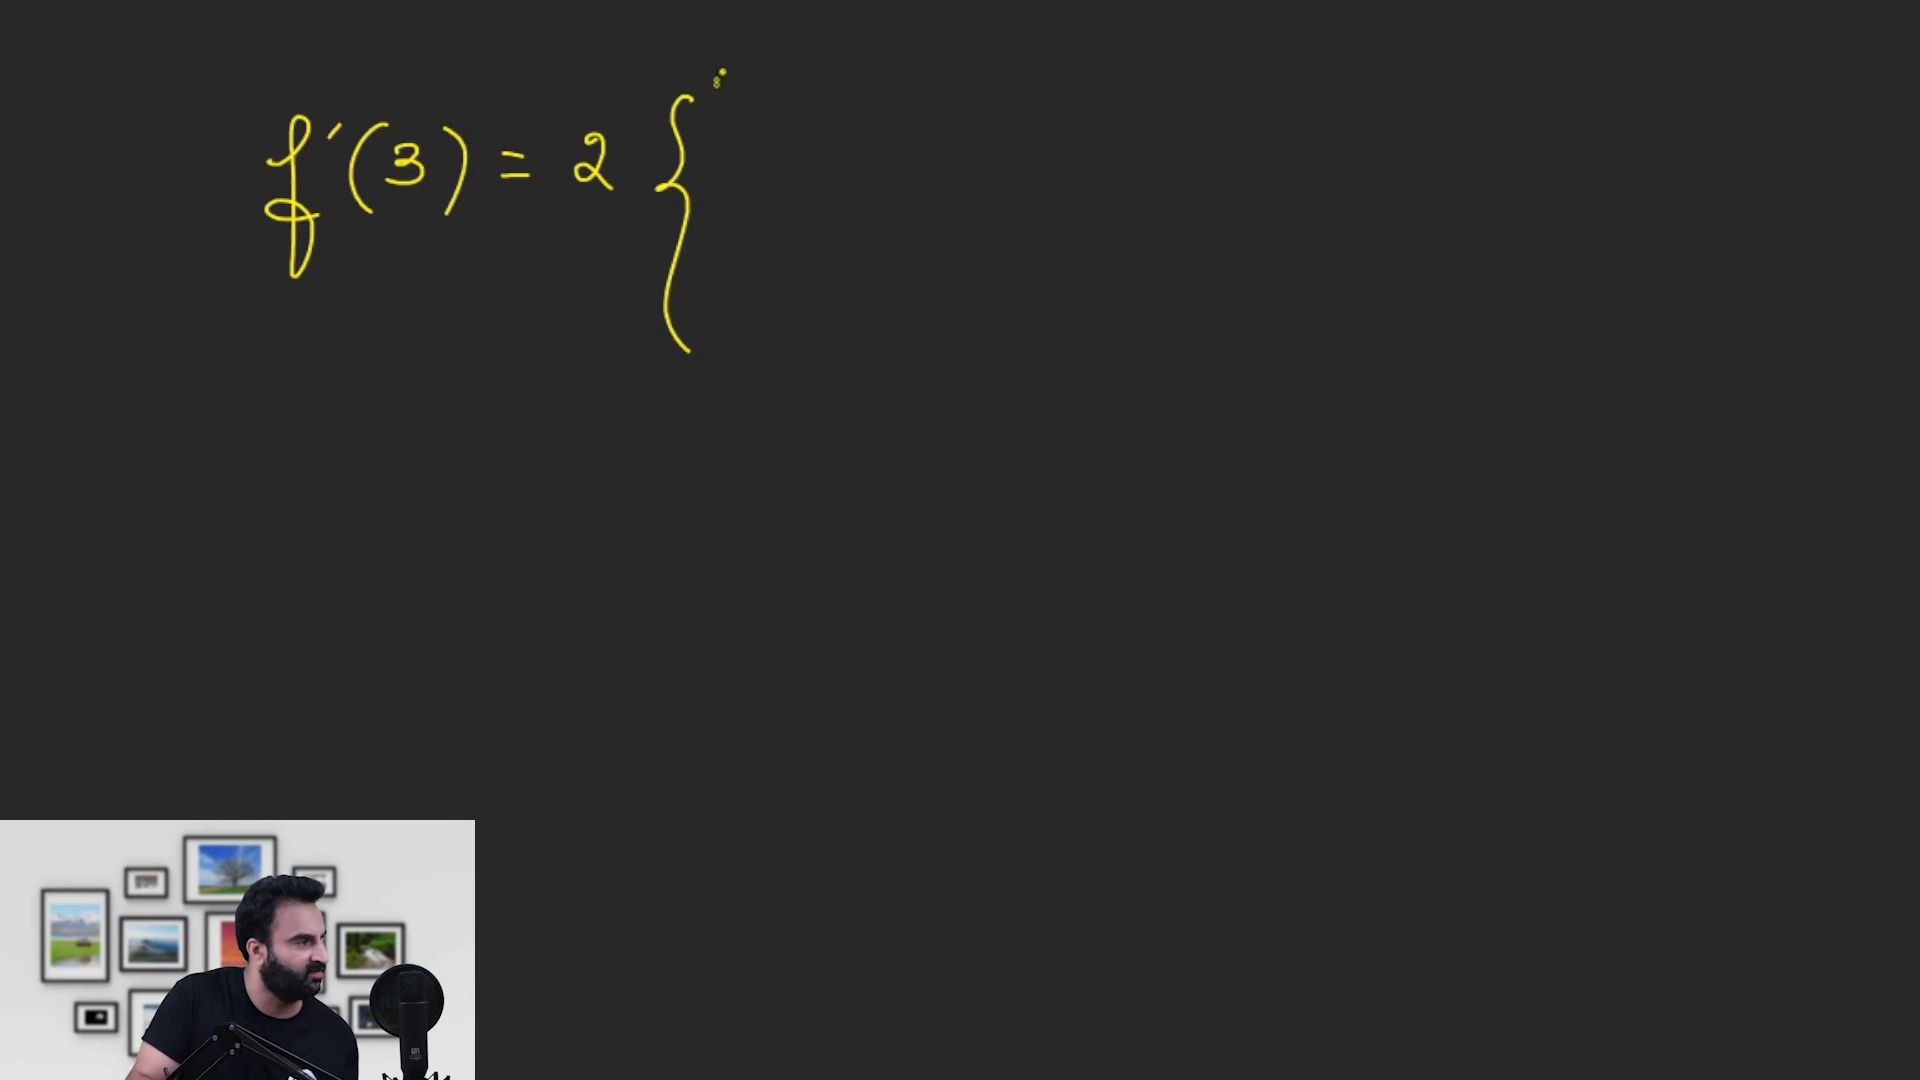 f'(3) = 2 {